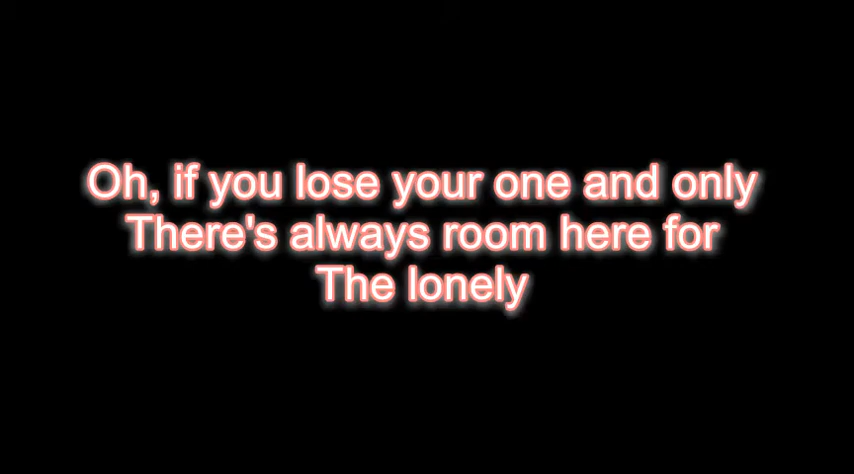 Oh, if you lose your one and only
There's always room here for
The lonely